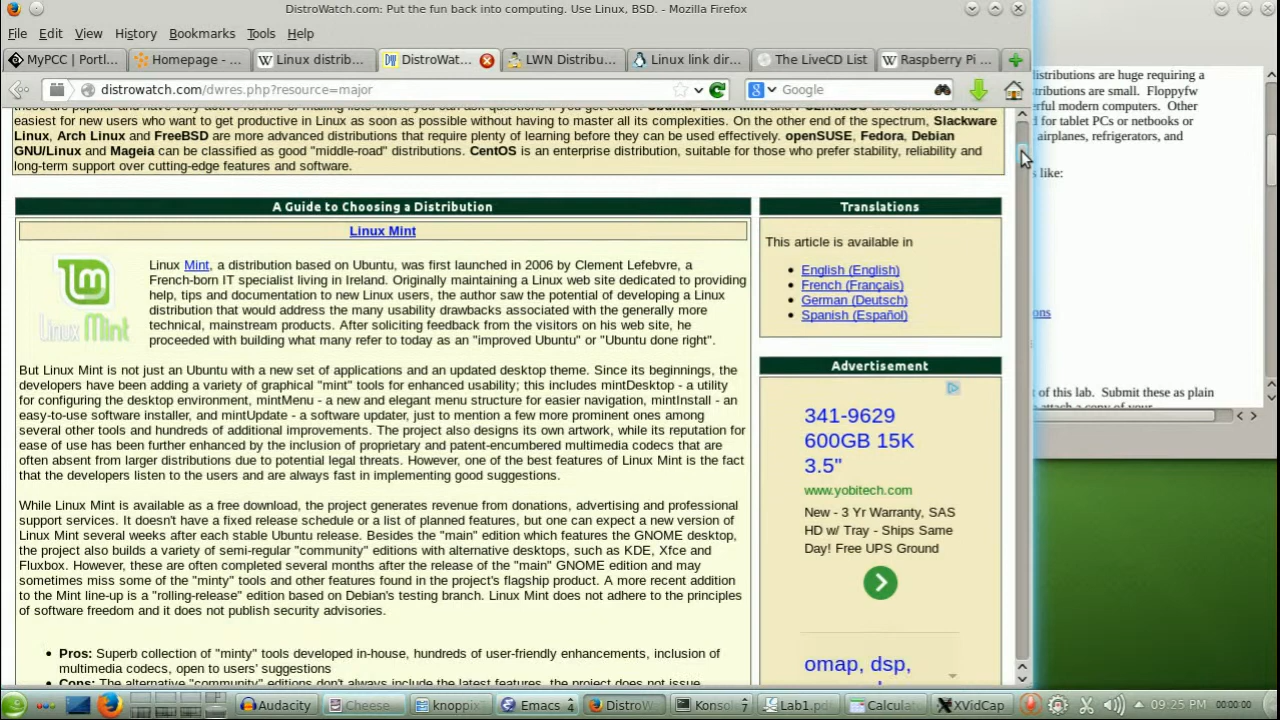 DistroWatch.com: Put the fun back into computing. Use Linux, BSD. - Mozilla Firefox
File Edit View History Bookmarks Tools Help
MyPCC | Portl... Homepage - ... Linux distrib... DistroWat... LWN Distribu... Linux link dir... The LiveCD List Raspberry Pi ...
distrowatch.com/dwres.php?resource=major Google
easiest for new users who want to get productive in Linux as soon as possible without having to master all its complexities. On the other end of the spectrum, Slackware
Linux, Arch Linux and FreeBSD are more advanced distributions that require plenty of learning before they can be used effectively. openSUSE, Fedora, Debian
GNU/Linux and Mageia can be classified as good "middle-road" distributions. CentOS is an enterprise distribution, suitable for those who prefer stability, reliability and
long-term support over cutting-edge features and software.
A Guide to Choosing a Distribution
Linux Mint
Linux Mint
Linux Mint, a distribution based on Ubuntu, was first launched in 2006 by Clement Lefebvre, a
French-born IT specialist living in Ireland. Originally maintaining a Linux web site dedicated to providing
help, tips and documentation to new Linux users, the author saw the potential of developing a Linux
distribution that would address the many usability drawbacks associated with the generally more
technical, mainstream products. After soliciting feedback from the visitors on his web site, he
proceeded with building what many refer to today as an "improved Ubuntu" or "Ubuntu done right".
But Linux Mint is not just an Ubuntu with a new set of applications and an updated desktop theme. Since its beginnings, the
developers have been adding a variety of graphical "mint" tools for enhanced usability; this includes mintDesktop - a utility
for configuring the desktop environment, mintMenu - a new and elegant menu structure for easier navigation, mintInstall - an
easy-to-use software installer, and mintUpdate - a software updater, just to mention a few more prominent ones among
several other tools and hundreds of additional improvements. The project also designs its own artwork, while its reputation for
ease of use has been further enhanced by the inclusion of proprietary and patent-encumbered multimedia codecs that are
often absent from larger distributions due to potential legal threats. However, one of the best features of Linux Mint is the fact
that the developers listen to the users and are always fast in implementing good suggestions.
While Linux Mint is available as a free download, the project generates revenue from donations, advertising and professional
support services. It doesn't have a fixed release schedule or a list of planned features, but one can expect a new version of
Linux Mint several weeks after each stable Ubuntu release. Besides the "main" edition which features the GNOME desktop,
the project also builds a variety of semi-regular "community" editions with alternative desktops, such as KDE, Xfce and
Fluxbox. However, these are often completed several months after the release of the "main" GNOME edition and may
sometimes miss some of the "minty" tools and other features found in the project's flagship product. A more recent addition
to the Mint line-up is a "rolling-release" edition based on Debian's testing branch. Linux Mint does not adhere to the principles
of software freedom and it does not publish security advisories.
• Pros: Superb collection of "minty" tools developed in-house, hundreds of user-friendly enhancements, inclusion of
multimedia codecs, open to users' suggestions
• Cons: The alternative "community" editions don't always include the latest features, the project does not issue
Translations
This article is available in
• English (English)
• French (Français)
• German (Deutsch)
• Spanish (Español)
Advertisement
341-9629
600GB 15K
3.5"
www.yobitech.com
New - 3 Yr Warranty, SAS
HD w/ Tray - Ships Same
Day! Free UPS Ground
omap, dsp,
distributions are huge requiring a
tributions are small. Floppyfw
erful modern computers. Other
d for tablet PCs or netbooks or
airplanes, refrigerators, and
s like:
ons
of this lab. Submit these as plain
Audacity Cheese knoppix Emacs 4 DistroW Konsol 7 Lab1.pd Calculat XVidCap 09:25 PM 00:00:00